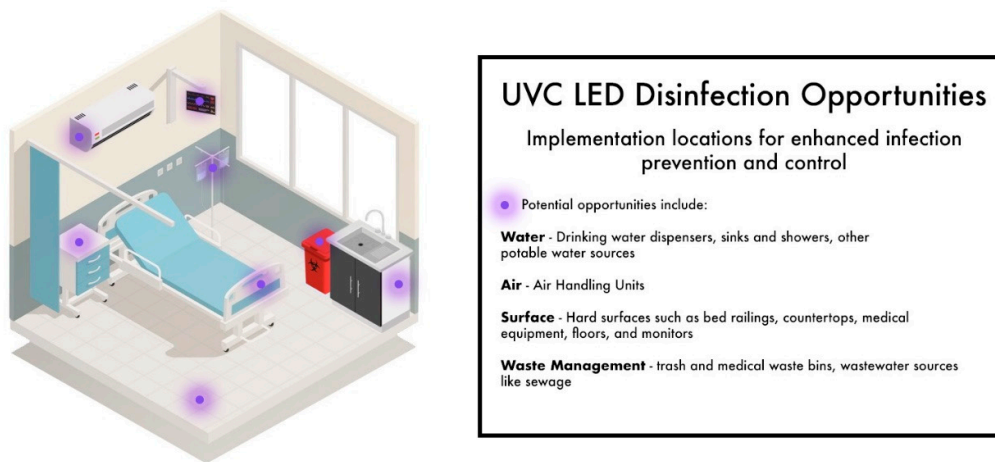 UVC LED Disinfection Opportunities
Implementation locations for enhanced infection
prevention and control
Potential opportunities include:
Water - Drinking water dispensers, sinks and showers, other
potable water sources
Air - Air Handling Units
Surface - Hard surfaces such as bed railings, countertops, medical
equipment, floors, and monitors
Waste Management - trash and medical waste bins, wastewater sources
like sewage